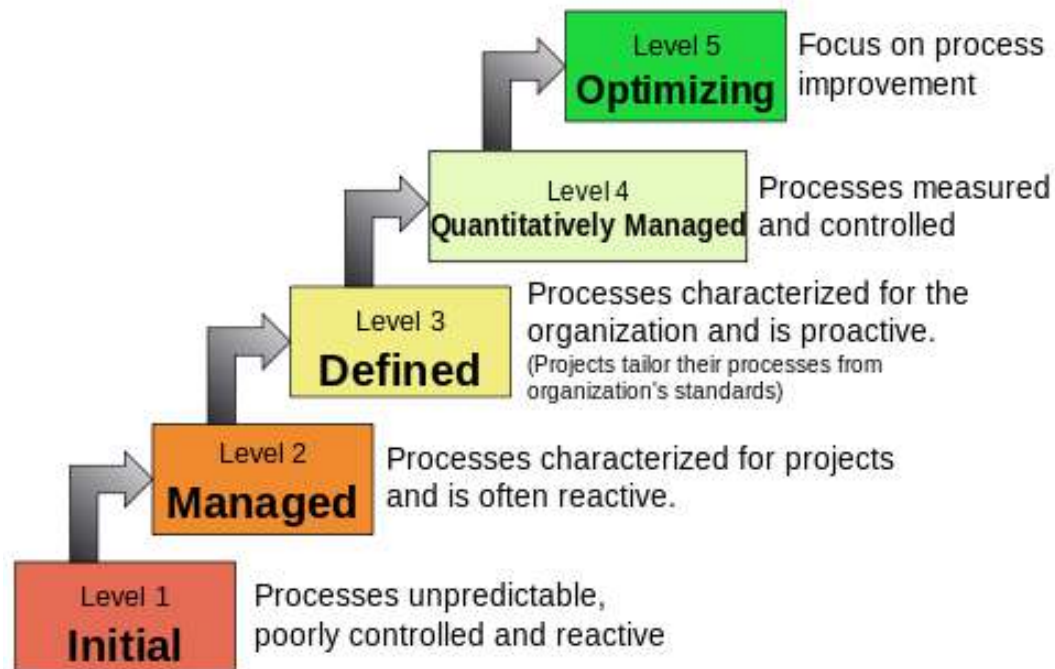 Level 5
Optimizing
Focus on process
improvement
Level 4
Quantitatively Managed
Processes measured
and controlled
Level 3
Defined
Processes characterized for the
organization and is proactive.
(Projects tailor their processes from
organization's standards)
Level 2
Managed
Processes characterized for projects
and is often reactive.
Level 1
Initial
Processes unpredictable,
poorly controlled and reactive